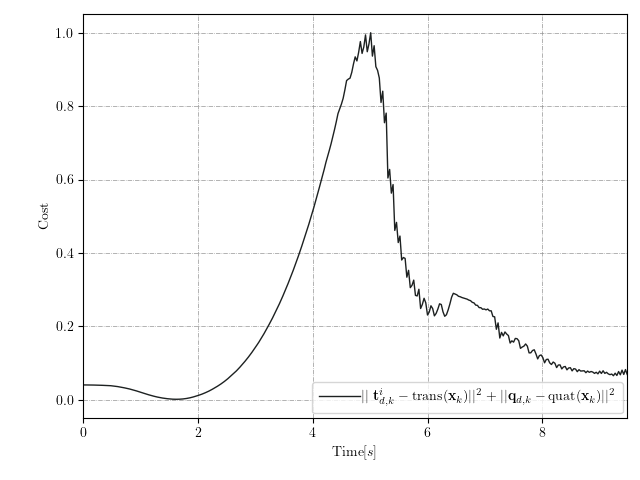 1.0
0.8
0.6
0.4
0.2
0.0
Cost
|| t^i_{d,k} − trans(x_k)||^2 + ||q_{d,k} − quat(x_k)||^2
0 2 4 6 8
Time[s]